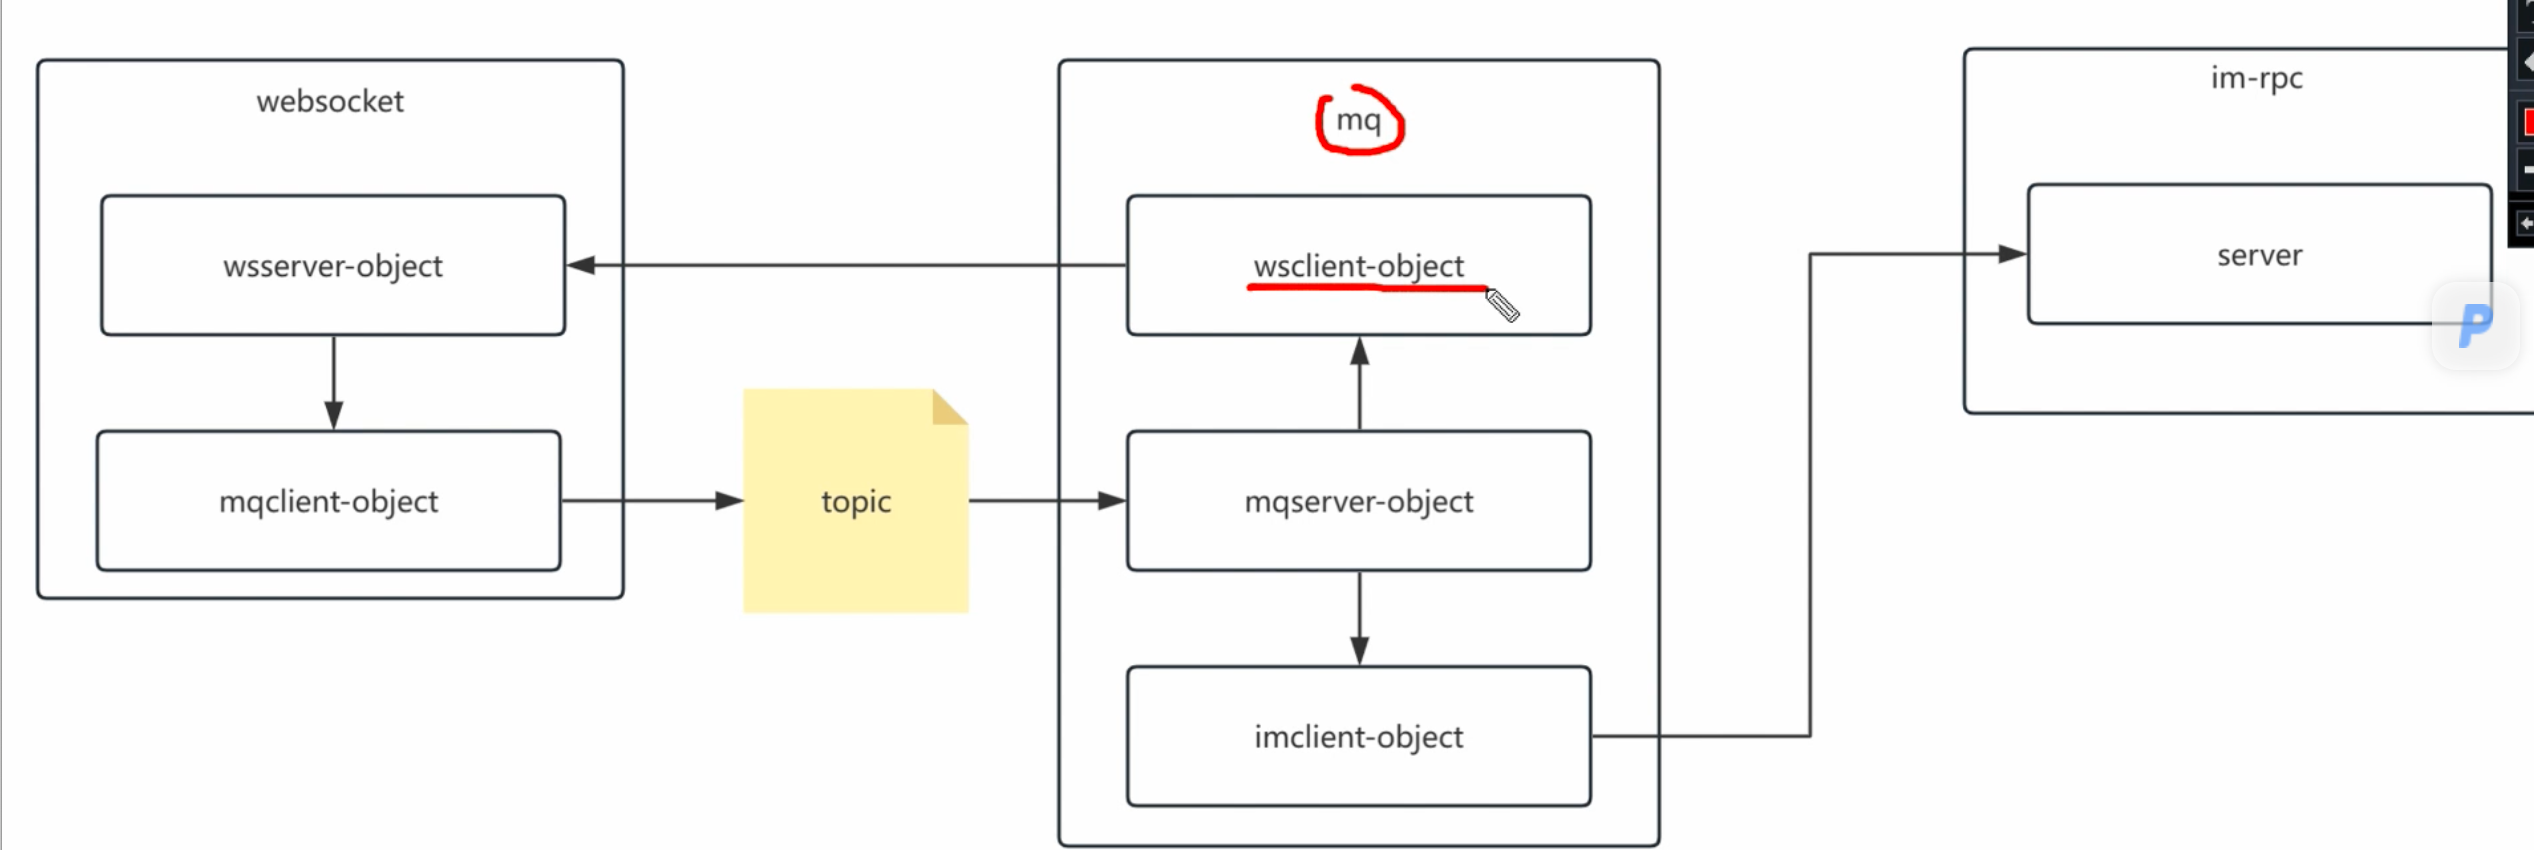 websocket
wsserver-object
mqclient-object
topic
mq
wsclient-object
mqserver-object
imclient-object
im-rpc
server
P